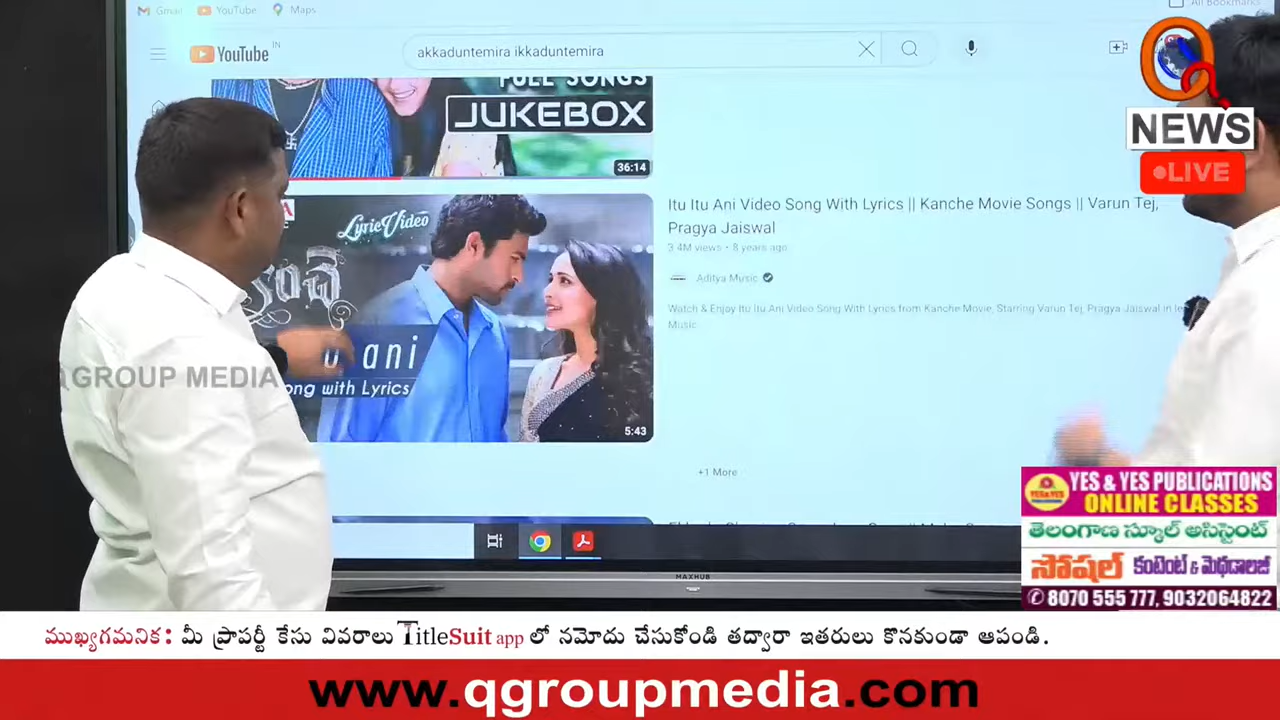 Gmail YouTube Maps
All Bookmarks
YouTube IN
akkaduntemira ikkaduntemira
FULL SONGS
JUKEBOX
36:14
NEWS
LIVE
Lyric Video
ani
ong with Lyrics
5:43
Itu Itu Ani Video Song With Lyrics || Kanche Movie Songs || Varun Tej,
Pragya Jaiswal
3.4M views • 8 years ago
Aditya Music
Watch & Enjoy Itu Itu Ani Video Song With Lyrics from Kanche Movie, Starring Varun Tej, Pragya Jaiswal in
Music
+1 More
QGROUP MEDIA
MAXHUB
YES & YES PUBLICATIONS
ONLINE CLASSES
తెలంగాణ స్కూల్ అసిస్టెంట్
సోషల్ కంటెంట్ & మెథడాలజీ
8070 555 777, 9032064822
ముఖ్యగమనిక: మీ ప్రాపర్టీ కేసు వివరాలు TitleSuit app లో నమోదు చేసుకోండి తద్వారా ఇతరులు కొనకుండా ఆపండి.
www.qgroupmedia.com